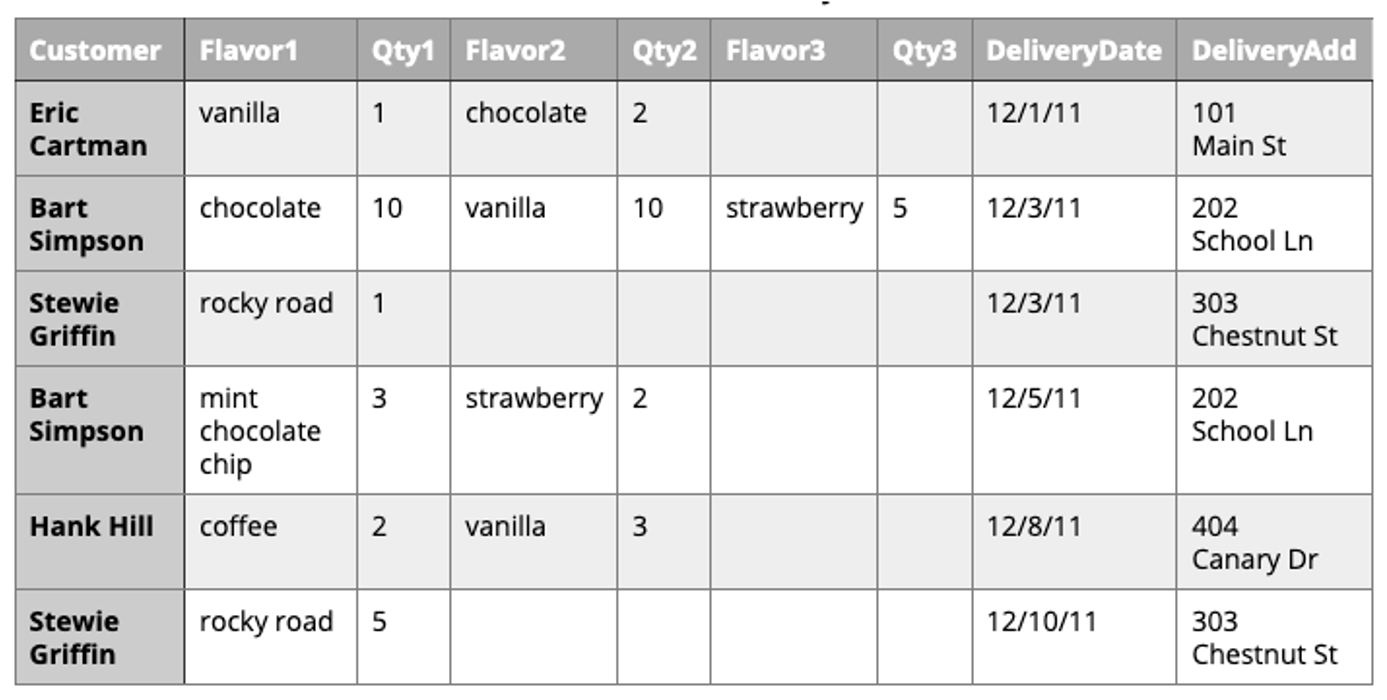 Customer Flavor1 Qty1 Flavor2 Qty2 Flavor3 Qty3 DeliveryDate DeliveryAdd
Eric vanilla 1 chocolate 2 12/1/11 101
Cartman Main St
Bart chocolate 10 vanilla 10 strawberry 5 12/3/11 202
Simpson School Ln
Stewie rocky road 1 12/3/11 303
Griffin Chestnut St
Bart mint 3 strawberry 2 12/5/11 202
Simpson chocolate School Ln
chip
Hank Hill coffee 2 vanilla 3 12/8/11 404
Canary Dr
Stewie rocky road 5 12/10/11 303
Griffin Chestnut St